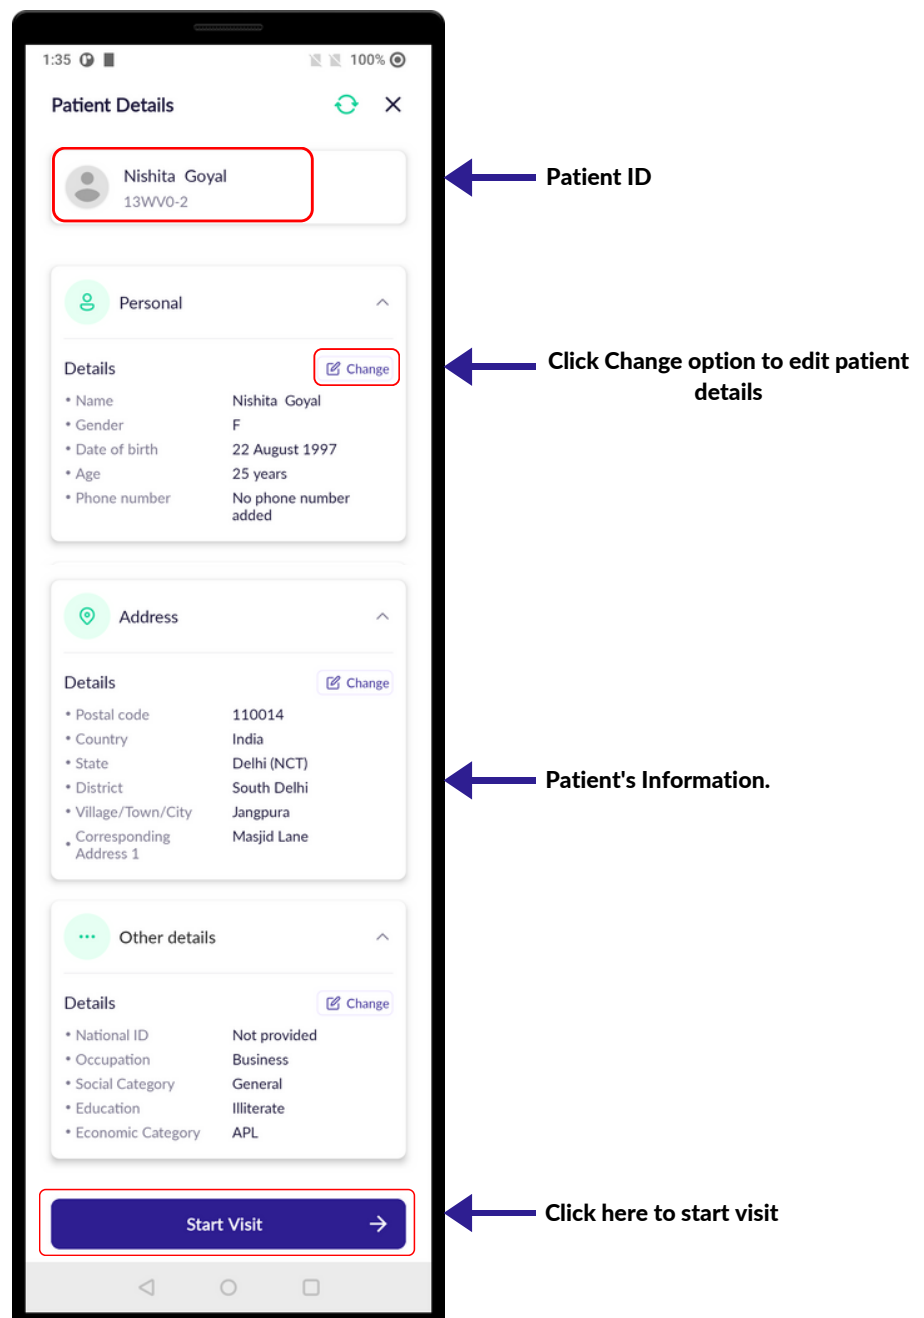 1:35
100%
Patient Details
Nishita Goyal
13WV0-2
Patient ID
Personal
Details
Change
Click Change option to edit patient
details
• Name Nishita Goyal
• Gender F
• Date of birth 22 August 1997
• Age 25 years
• Phone number No phone number
added
Address
Details
Change
• Postal code 110014
• Country India
• State Delhi (NCT)
• District South Delhi
• Village/Town/City Jangpura
• Corresponding Masjid Lane
Address 1
Patient's Information.
Other details
Details
Change
• National ID Not provided
• Occupation Business
• Social Category General
• Education Illiterate
• Economic Category APL
Start Visit
Click here to start visit